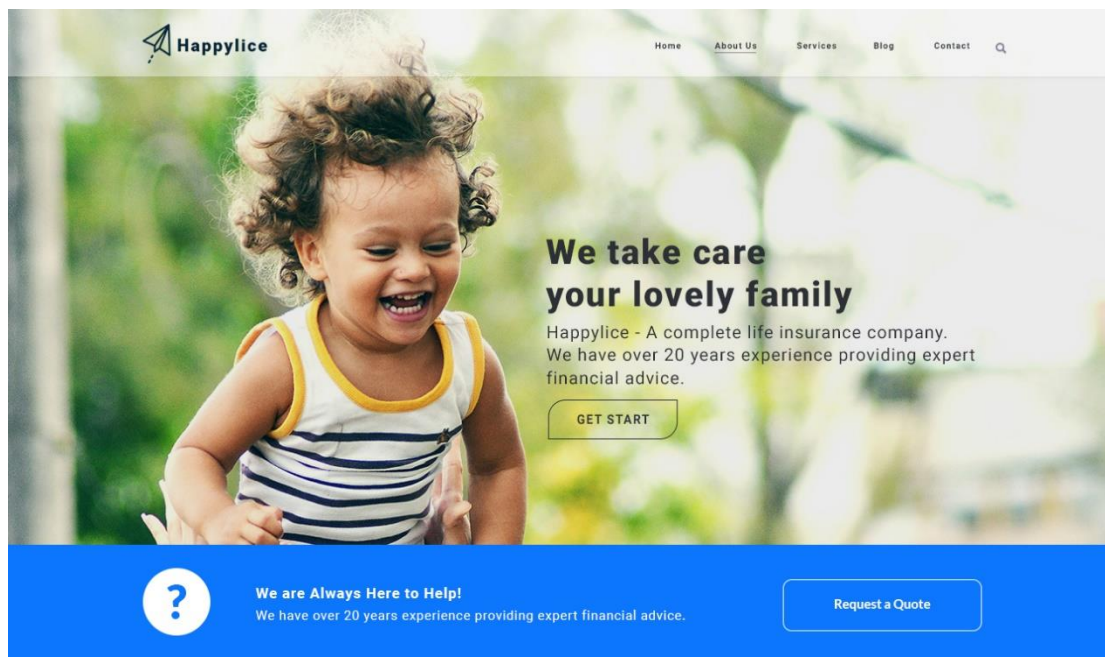 Happylice
Home About Us Services Blog Contact
We take care
your lovely family
Happylice - A complete life insurance company.
We have over 20 years experience providing expert
financial advice.
GET START
?
We are Always Here to Help!
We have over 20 years experience providing expert financial advice.
Request a Quote